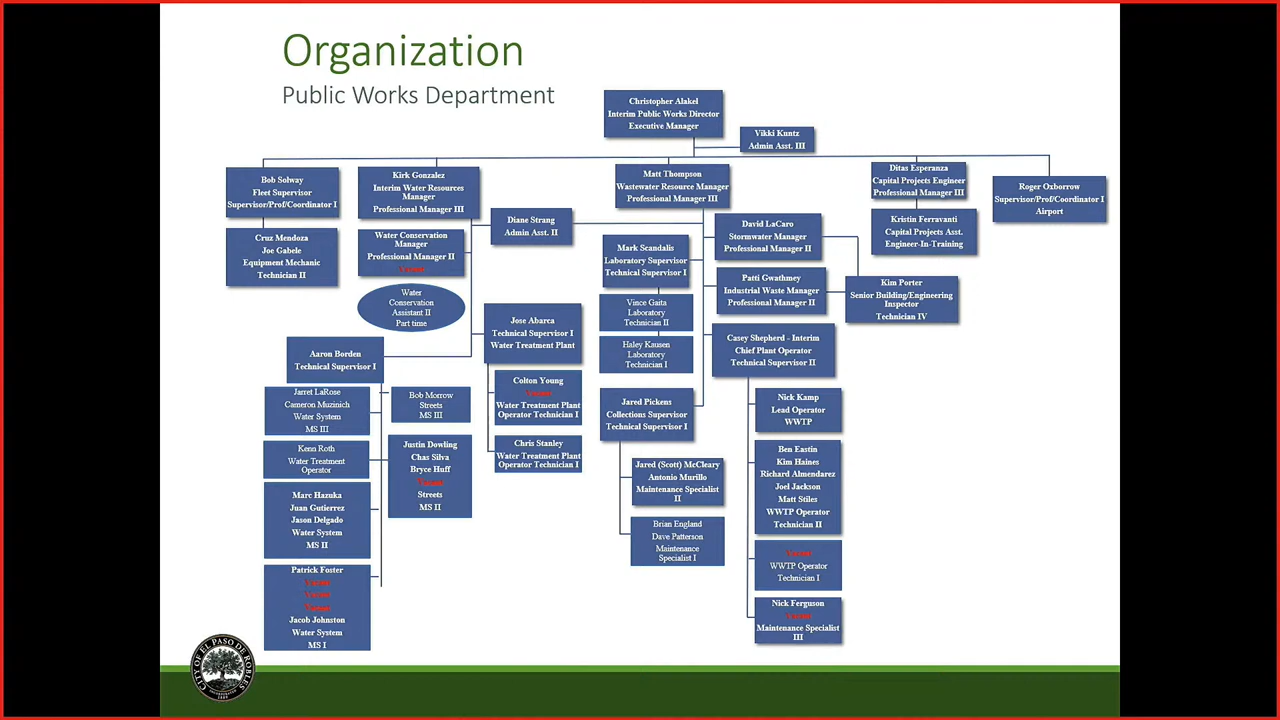 Organization
Public Works Department
Christopher Alakel
Interim Public Works Director
Executive Manager
Vikki Kuntz
Admin Asst. III
Bob Solway
Fleet Supervisor
Supervisor/Prof/Coordinator I
Kirk Gonzalez
Interim Water Resources
Manager
Professional Manager III
Matt Thompson
Wastewater Resource Manager
Professional Manager III
Ditas Esperanza
Capital Projects Engineer
Professional Manager III
Roger Oxborrow
Supervisor/Prof/Coordinator I
Airport
Cruz Mendoza
Joe Gabele
Equipment Mechanic
Technician II
Water Conservation
Manager
Professional Manager II
Vacant
Diane Strang
Admin Asst. II
David LaCaro
Stormwater Manager
Professional Manager II
Kristin Ferravanti
Capital Projects Asst.
Engineer-In-Training
Mark Scandalis
Laboratory Supervisor
Technical Supervisor I
Patti Gwathmey
Industrial Waste Manager
Professional Manager II
Kim Porter
Senior Building/Engineering
Inspector
Technician IV
Water
Conservation
Assistant II
Part time
Vince Gaita
Laboratory
Technician II
Jose Abarca
Technical Supervisor I
Water Treatment Plant
Haley Kausen
Laboratory
Technician I
Casey Shepherd - Interim
Chief Plant Operator
Technical Supervisor II
Aaron Borden
Technical Supervisor I
Jarret LaRose
Cameron Muzinich
Water System
MS III
Bob Morrow
Streets
MS III
Colton Young
Vacant
Water Treatment Plant
Operator Technician I
Jared Pickens
Collections Supervisor
Technical Supervisor I
Nick Kamp
Lead Operator
WWTP
Kenn Roth
Water Treatment
Operator
Justin Dowling
Chas Silva
Bryce Huff
Vacant
Streets
MS II
Chris Stanley
Water Treatment Plant
Operator Technician I
Jared (Scott) McCleary
Antonio Murillo
Maintenance Specialist
II
Ben Eastin
Kim Haines
Richard Almendarez
Joel Jackson
Matt Stiles
WWTP Operator
Technician II
Marc Hazuka
Juan Gutierrez
Jason Delgado
Water System
MS II
Brian England
Dave Patterson
Maintenance
Specialist I
Vacant
WWTP Operator
Technician I
Patrick Foster
Vacant
Vacant
Vacant
Jacob Johnston
Water System
MS I
Nick Ferguson
Vacant
Maintenance Specialist
III
CITY OF EL PASO DE ROBLES
INCORPORATED
1889